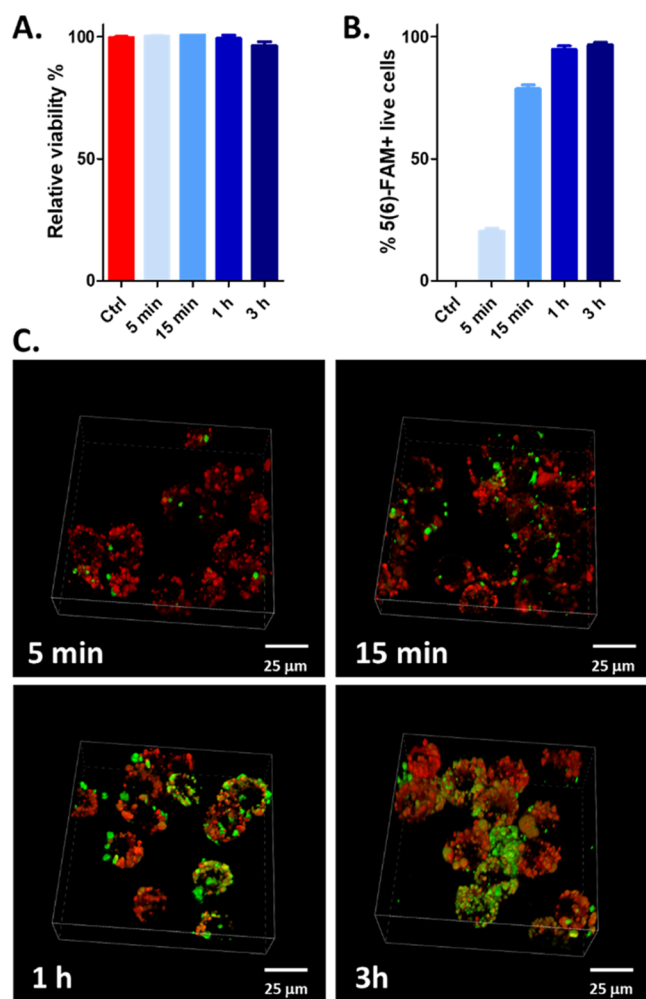 A.
Relative viability %
100
50
0
Ctrl
5 min
15 min
1 h
3 h
B.
% 5(6)-FAM+ live cells
100
50
0
Ctrl
5 min
15 min
1 h
3 h
C.
5 min
25 µm
15 min
25 µm
1 h
25 µm
3h
25 µm